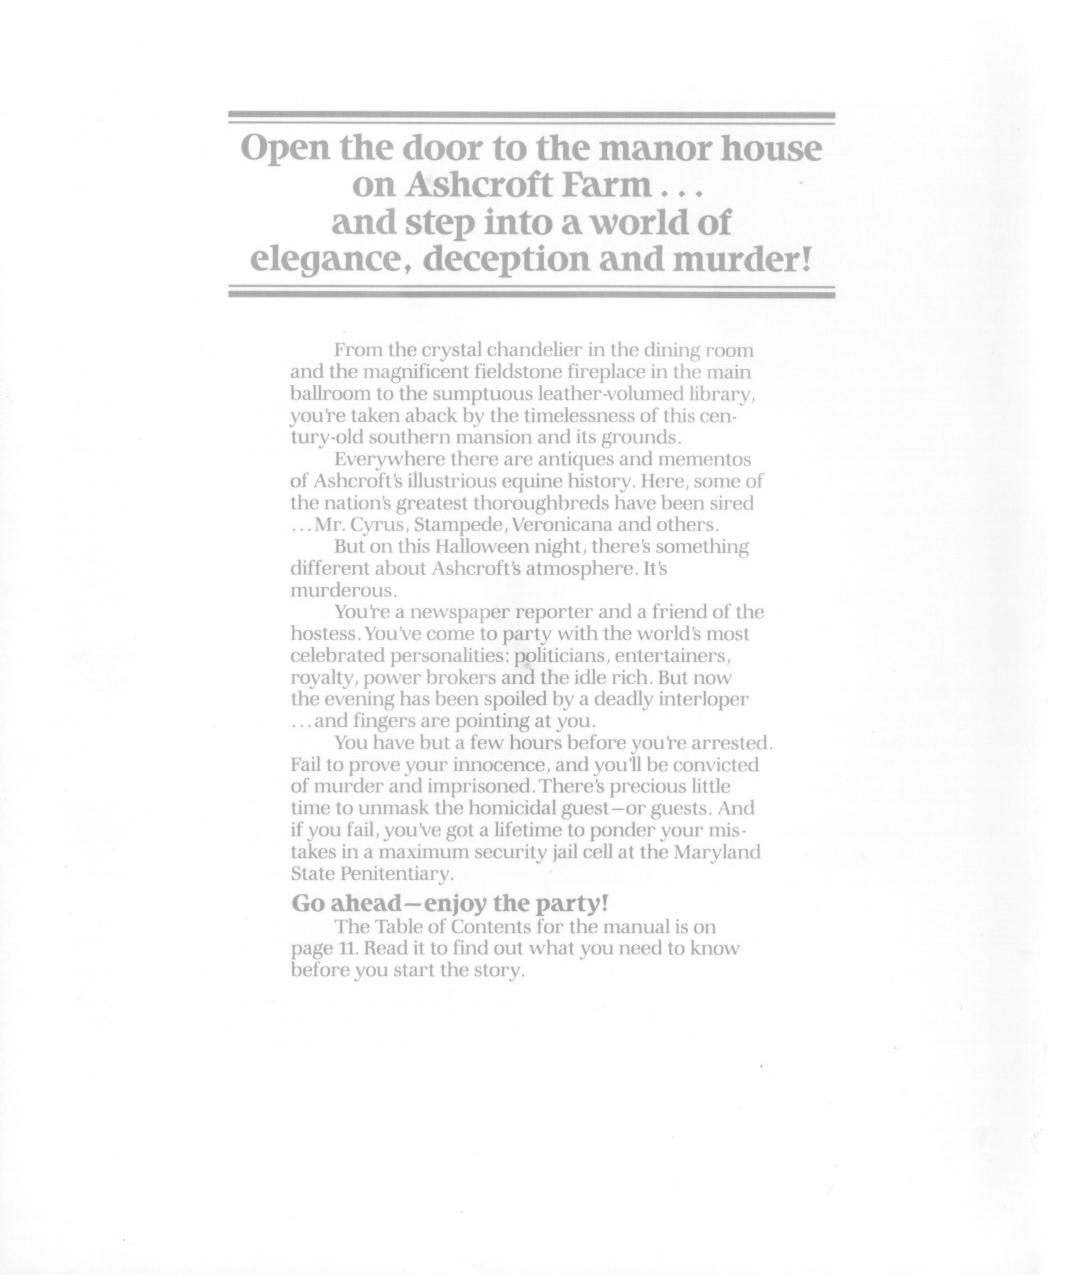 Open the door to the manor house
on Ashcroft Farm . . .
and step into a world of
elegance, deception and murder!
From the crystal chandelier in the dining room
and the magnificent fieldstone fireplace in the main
ballroom to the sumptuous leather-volumed library,
you're taken aback by the timelessness of this cen-
tury-old southern mansion and its grounds.
Everywhere there are antiques and mementos
of Ashcroft's illustrious equine history. Here, some of
the nation's greatest thoroughbreds have been sired
...Mr. Cyrus, Stampede, Veronicana and others.
But on this Halloween night, there's something
different about Ashcroft's atmosphere. It's
murderous.
You're a newspaper reporter and a friend of the
hostess. You've come to party with the world's most
celebrated personalities: politicians, entertainers,
royalty, power brokers and the idle rich. But now
the evening has been spoiled by a deadly interloper
...and fingers are pointing at you.
You have but a few hours before you're arrested.
Fail to prove your innocence, and you'll be convicted
of murder and imprisoned. There's precious little
time to unmask the homicidal guest—or guests. And
if you fail, you've got a lifetime to ponder your mis-
takes in a maximum security jail cell at the Maryland
State Penitentiary.
Go ahead—enjoy the party!
The Table of Contents for the manual is on
page 11. Read it to find out what you need to know
before you start the story.